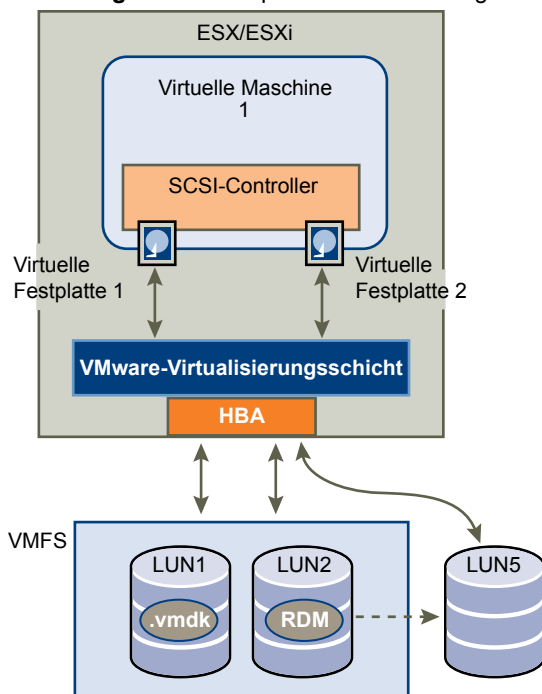 ESX/ESXi
Virtuelle Maschine
1
SCSI-Controller
Virtuelle
Festplatte 1
Virtuelle
Festplatte 2
VMware-Virtualisierungsschicht
HBA
VMFS
LUN1
LUN2
LUN5
.vmdk
RDM